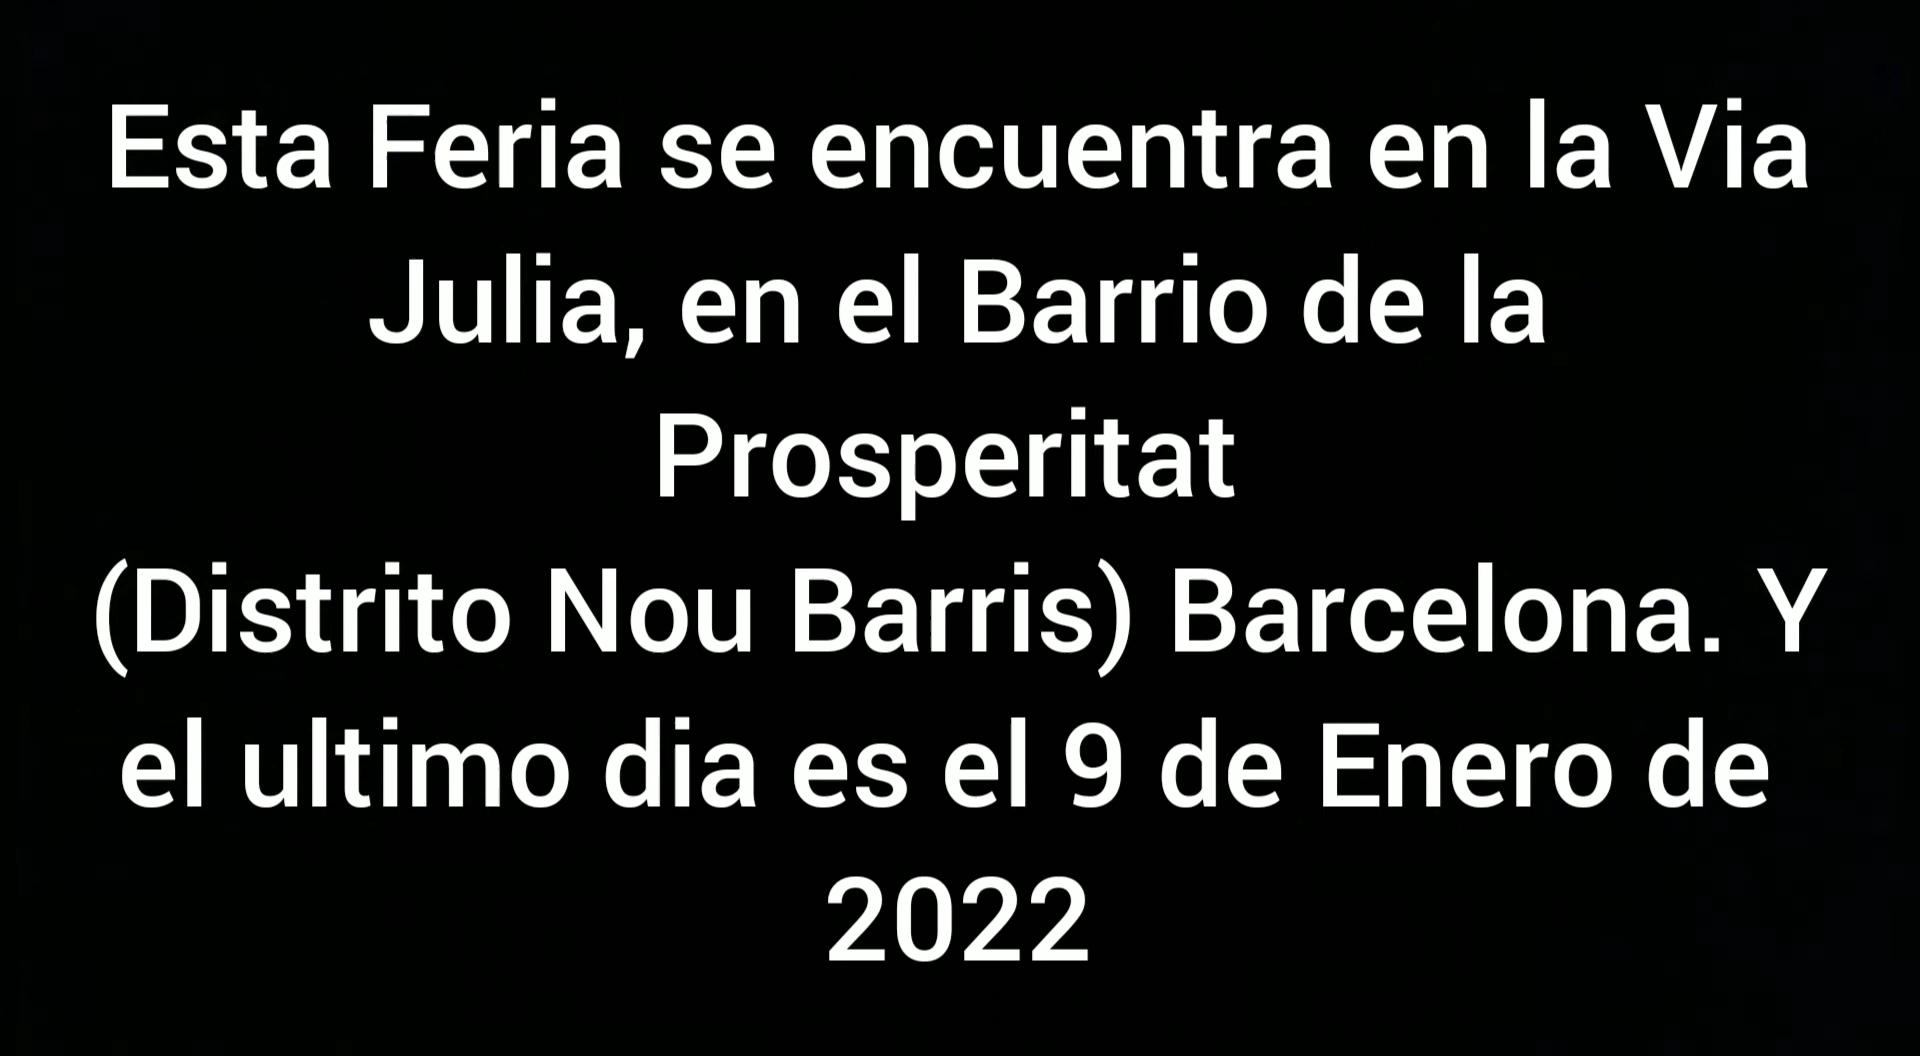 Esta Feria se encuentra en la Via
Julia, en el Barrio de la
Prosperitat
(Distrito Nou Barris) Barcelona. Y
el ultimo dia es el 9 de Enero de
2022